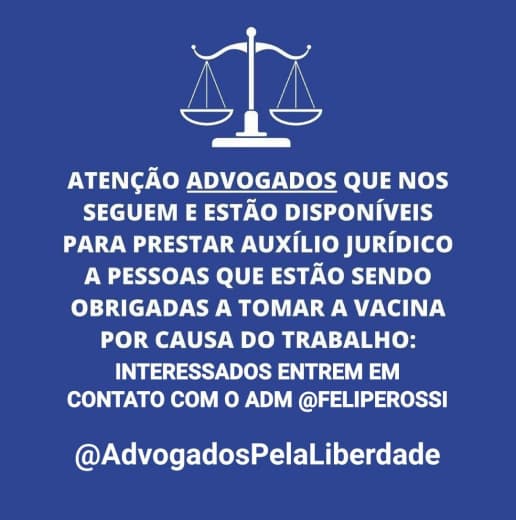 ATENÇÃO ADVOGADOS QUE NOS
SEGUEM E ESTÃO DISPONÍVEIS
PARA PRESTAR AUXÍLIO JURÍDICO
A PESSOAS QUE ESTÃO SENDO
OBRIGADAS A TOMAR A VACINA
POR CAUSA DO TRABALHO:
INTERESSADOS ENTREM EM
CONTATO COM O ADM @FELIPEROSSI
@AdvogadosPelaLiberdade